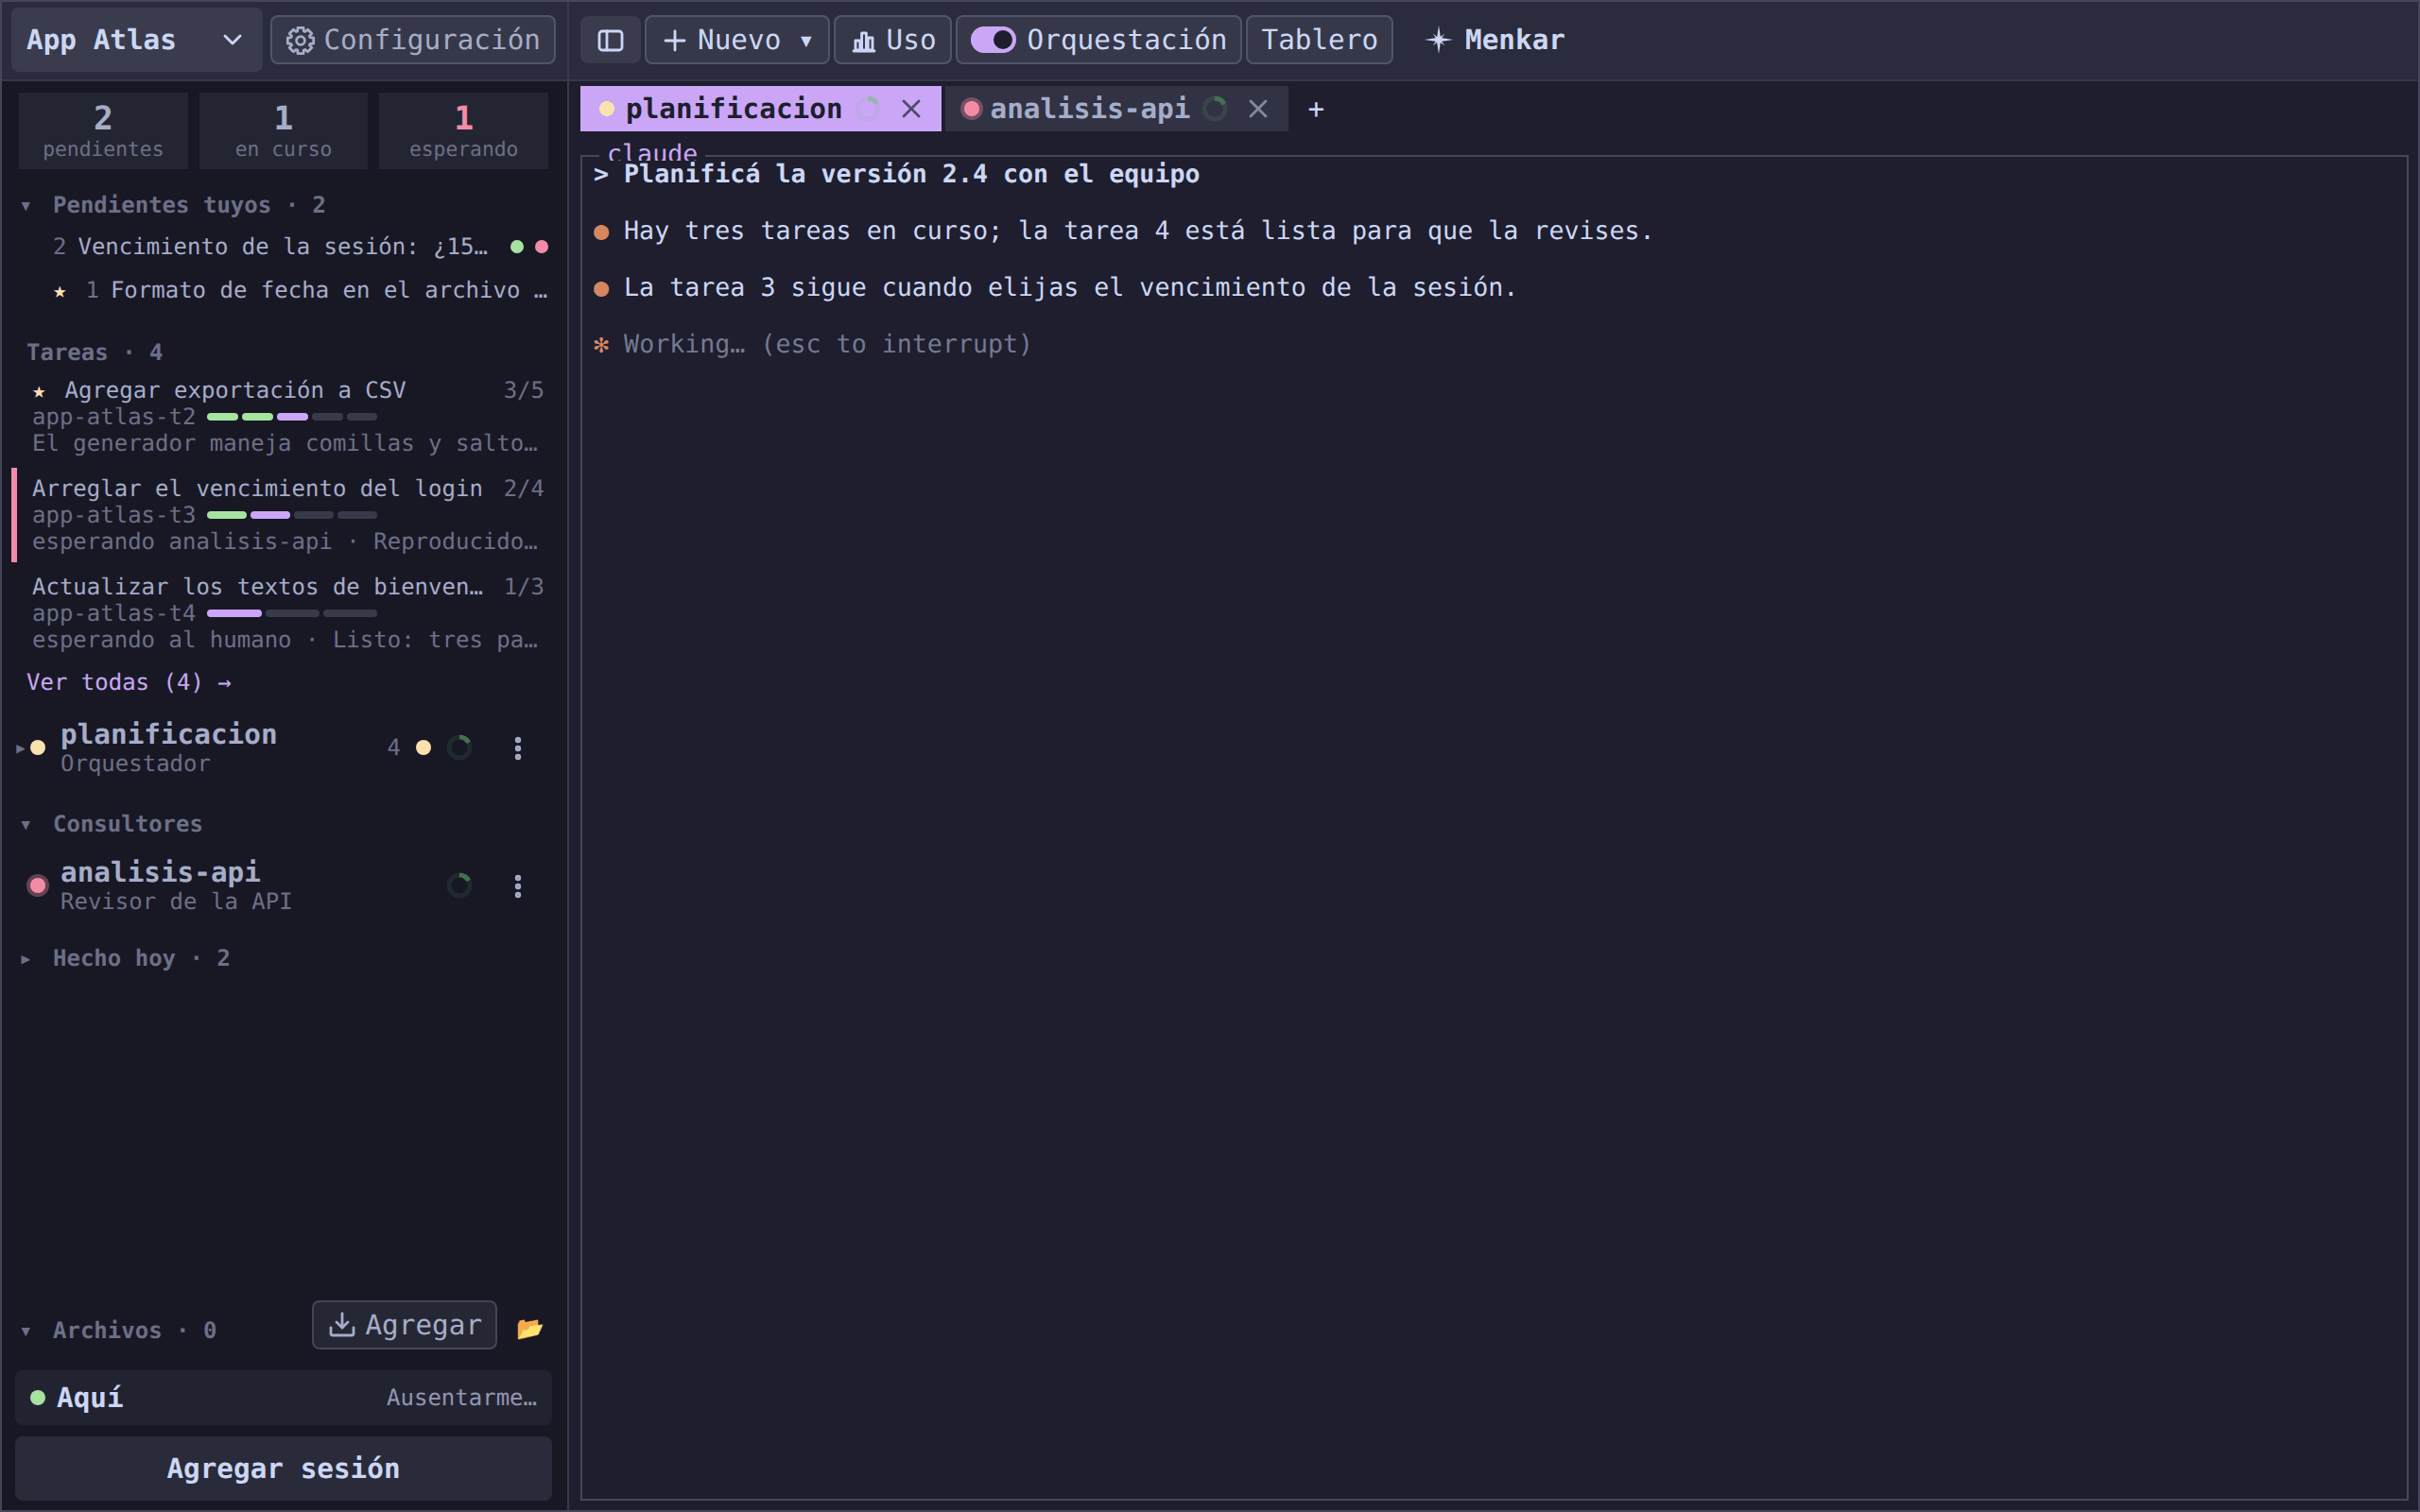 App Atlas
Configuración
Nuevo ▾
Uso
Orquestación
Tablero
Menkar
2
pendientes
1
en curso
1
esperando
▾ Pendientes tuyos · 2
2 Vencimiento de la sesión: ¿15…
★ 1 Formato de fecha en el archivo …
Tareas · 4
★ Agregar exportación a CSV 3/5
app-atlas-t2
El generador maneja comillas y salto…
Arreglar el vencimiento del login 2/4
app-atlas-t3
esperando analisis-api · Reproducido…
Actualizar los textos de bienven… 1/3
app-atlas-t4
esperando al humano · Listo: tres pa…
Ver todas (4) →
▸ planificacion 4
Orquestador
▾ Consultores
analisis-api
Revisor de la API
▸ Hecho hoy · 2
▾ Archivos · 0
Agregar
Aquí
Ausentarme…
Agregar sesión
planificacion
analisis-api
+
claude
> Planificá la versión 2.4 con el equipo
● Hay tres tareas en curso; la tarea 4 está lista para que la revises.
● La tarea 3 sigue cuando elijas el vencimiento de la sesión.
✻ Working… (esc to interrupt)